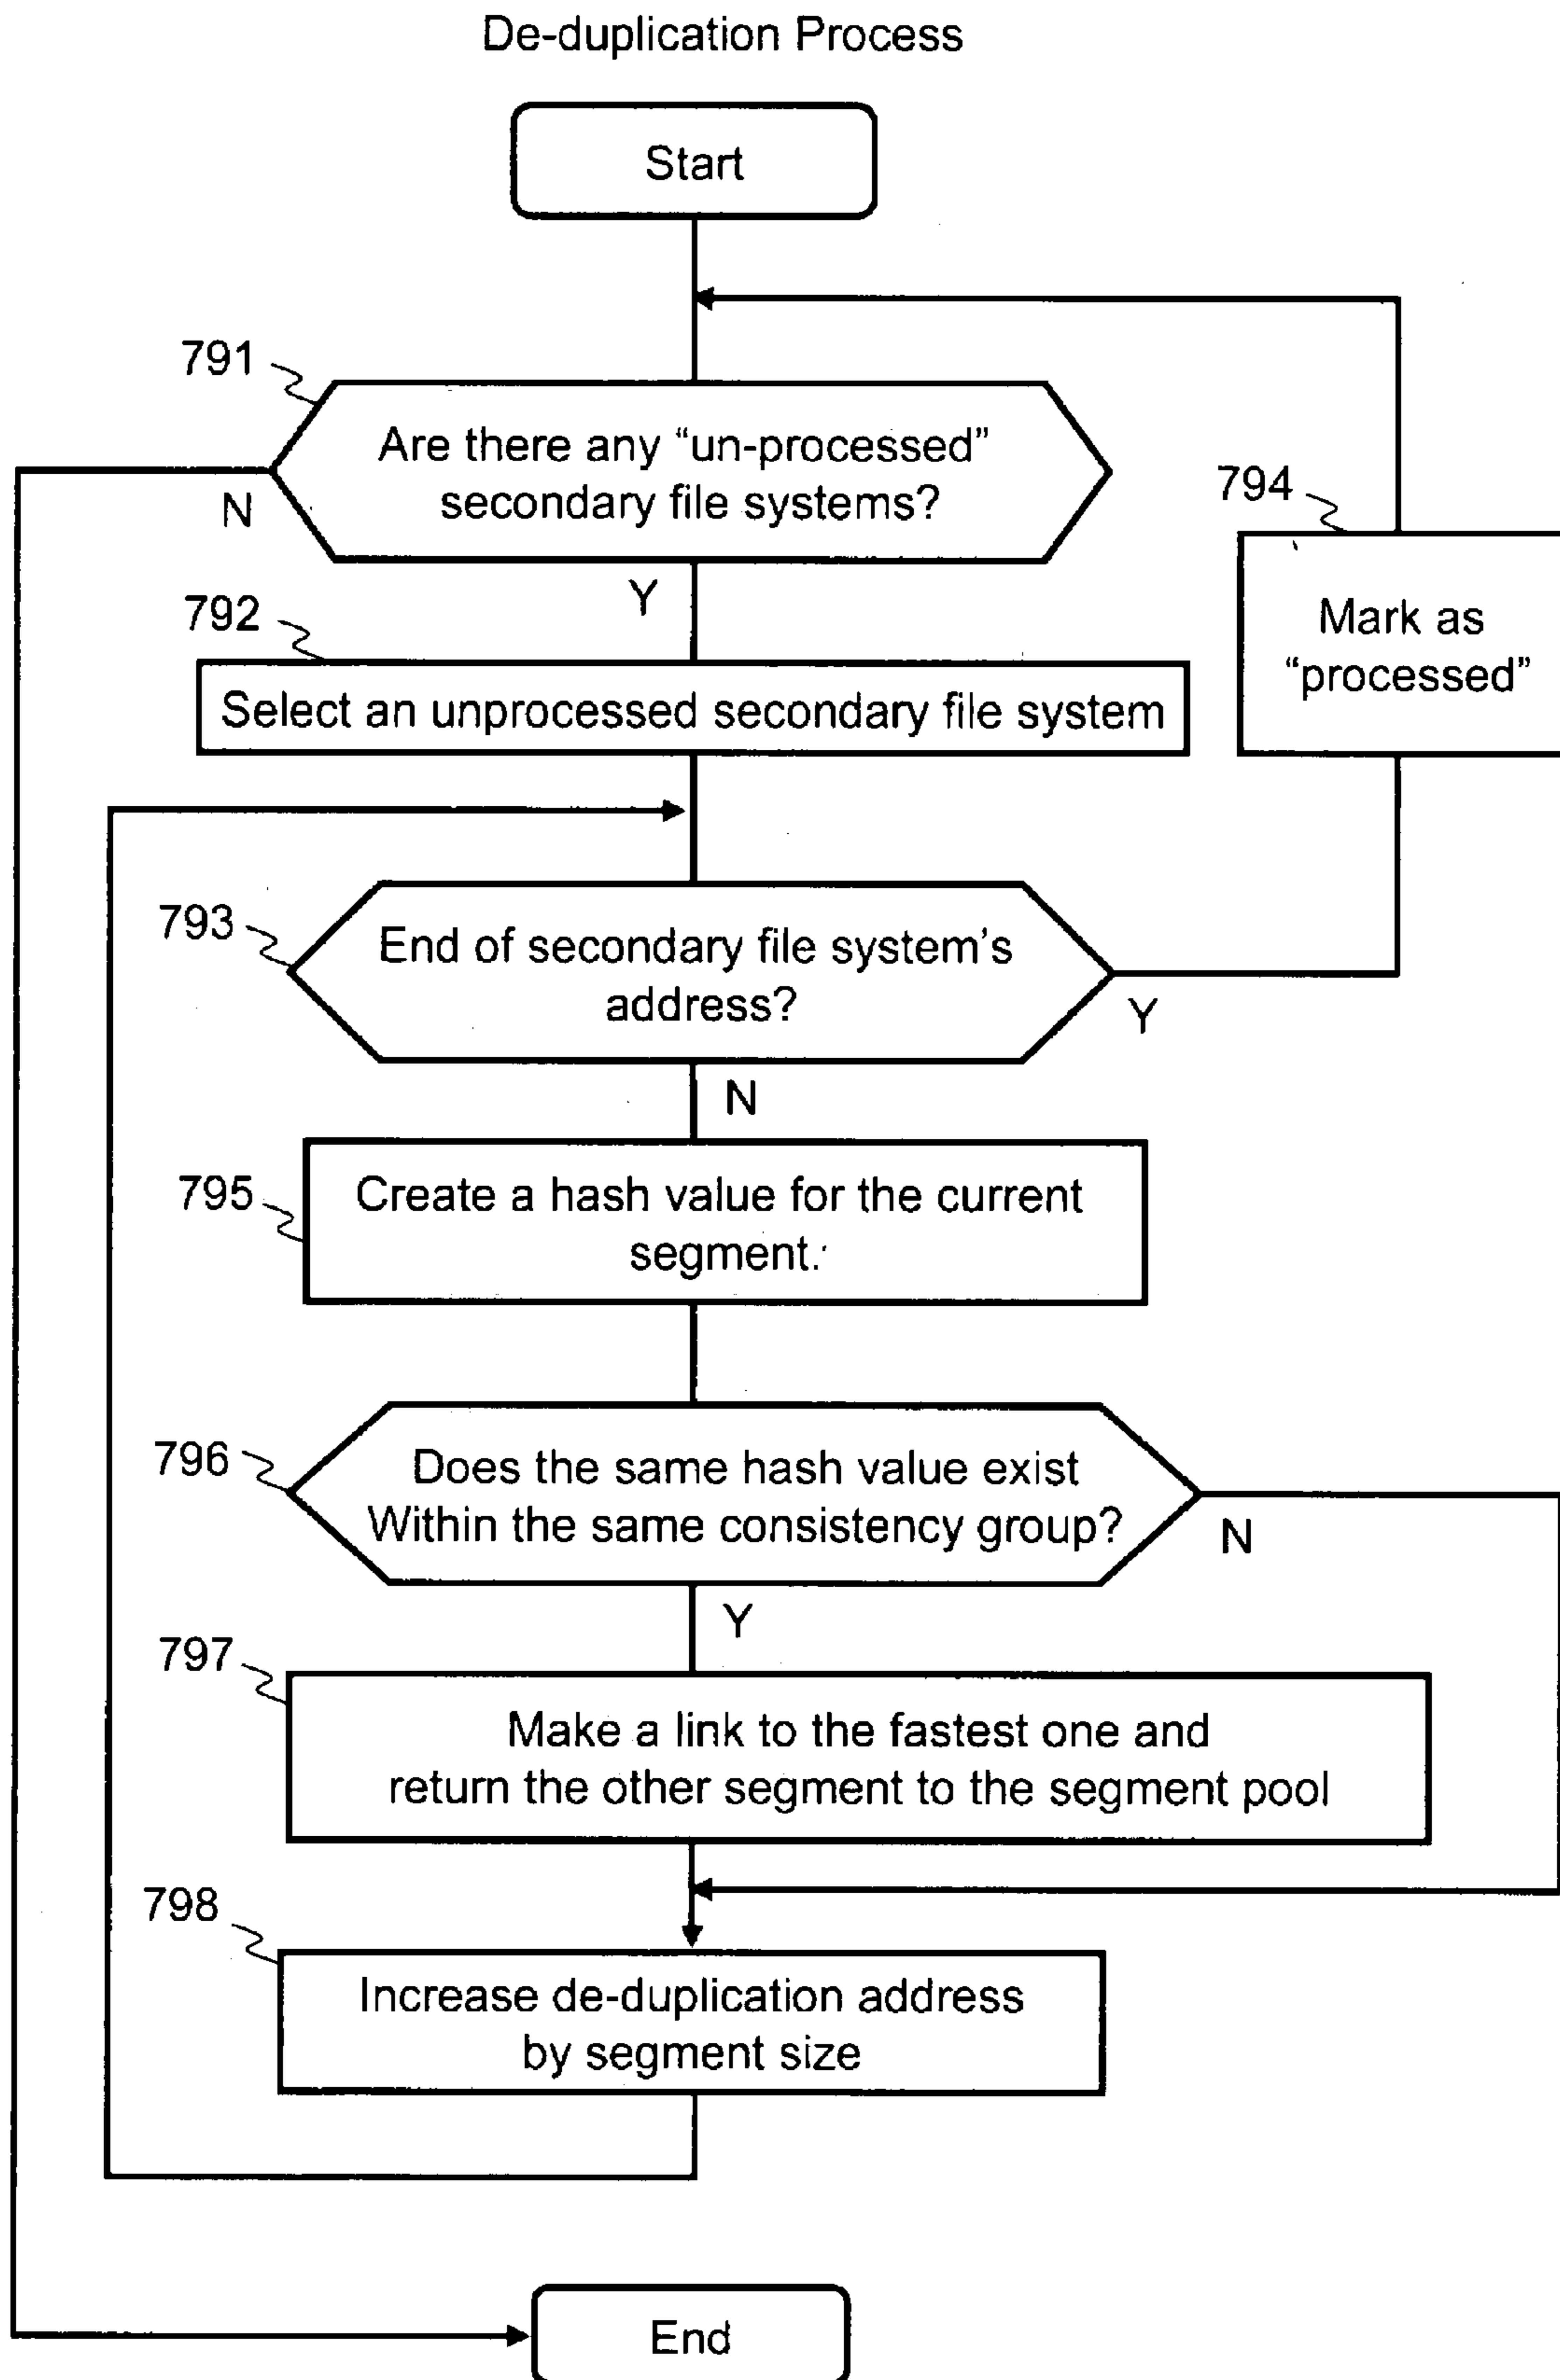 De-duplication Process
Start
791
Are there any “un-processed”
secondary file systems?
N
Y
794
Mark as
“processed”
792
Select an unprocessed secondary file system
793
End of secondary file system’s
address?
Y
N
795
Create a hash value for the current
segment.
796
Does the same hash value exist
Within the same consistency group?
N
Y
797
Make a link to the fastest one and
return the other segment to the segment pool
798
Increase de-duplication address
by segment size
End